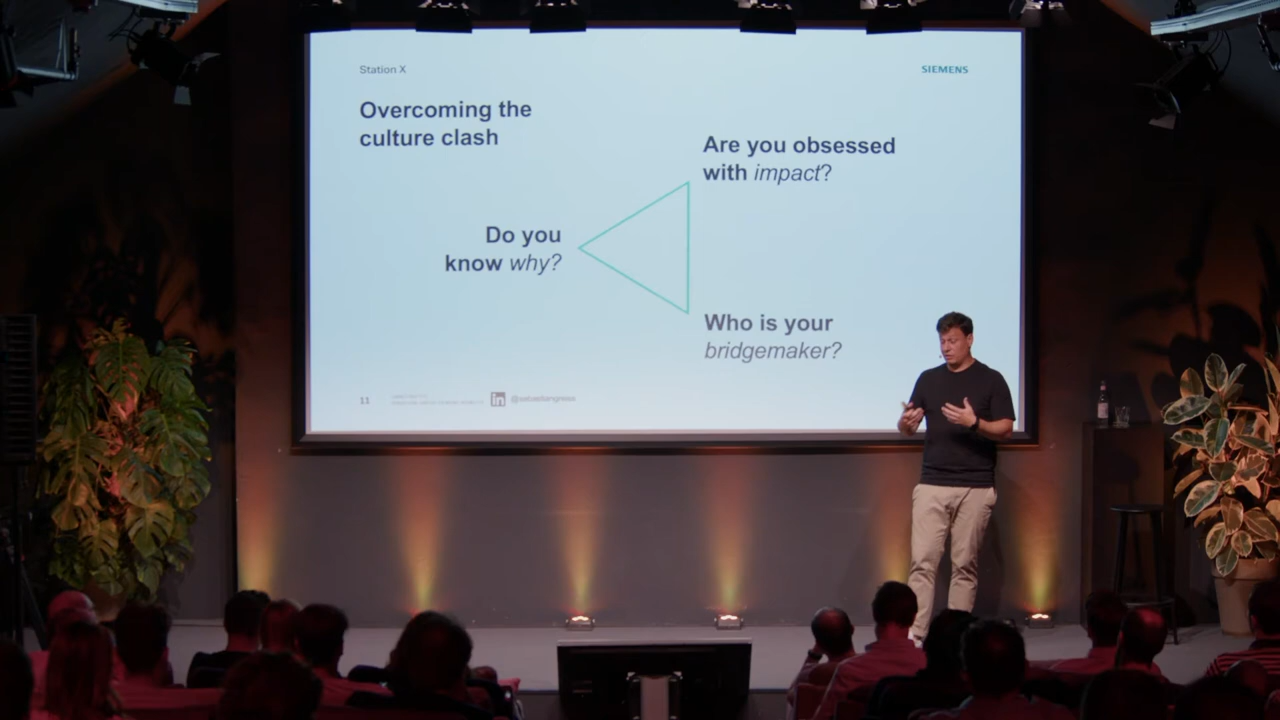 Station X
SIEMENS
Overcoming the
culture clash
Are you obsessed
with impact?
Do you
know why?
Who is your
bridgemaker?
11
in